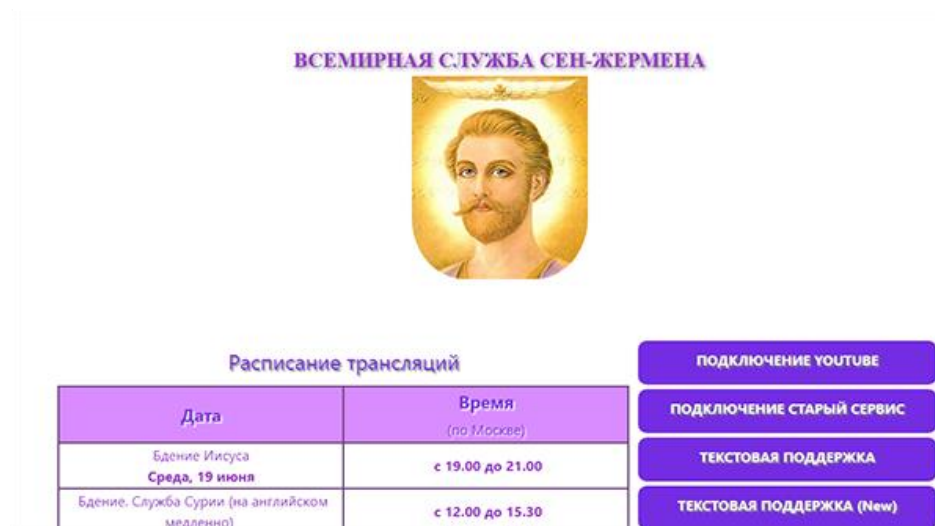 ВСЕМИРНАЯ СЛУЖБА СЕН-ЖЕРМЕНА
Расписание трансляций
Дата
Время
(по Москве)
Бдение Иисуса
Среда, 19 июня
с 19.00 до 21.00
Бдение. Служба Сурии (на английском
медленно)
с 12.00 до 15.30
ПОДКЛЮЧЕНИЕ YOUTUBE
ПОДКЛЮЧЕНИЕ СТАРЫЙ СЕРВИС
ТЕКСТОВАЯ ПОДДЕРЖКА
ТЕКСТОВАЯ ПОДДЕРЖКА (New)